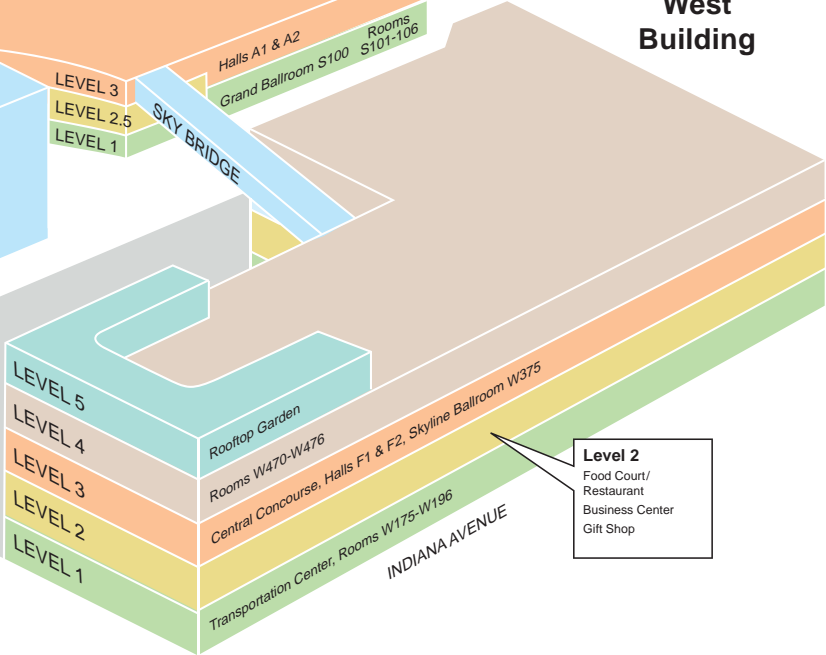 West
Building
Halls A1 & A2
Rooms
S101-106
Grand Ballroom S100
LEVEL 3
LEVEL 2.5
LEVEL 1
SKY BRIDGE
LEVEL 5
Rooftop Garden
LEVEL 4
Rooms W470-W476
LEVEL 3
Central Concourse, Halls F1 & F2, Skyline Ballroom W375
LEVEL 2
LEVEL 1
Transportation Center, Rooms W175-W196
INDIANA AVENUE
Level 2
Food Court/
Restaurant
Business Center
Gift Shop